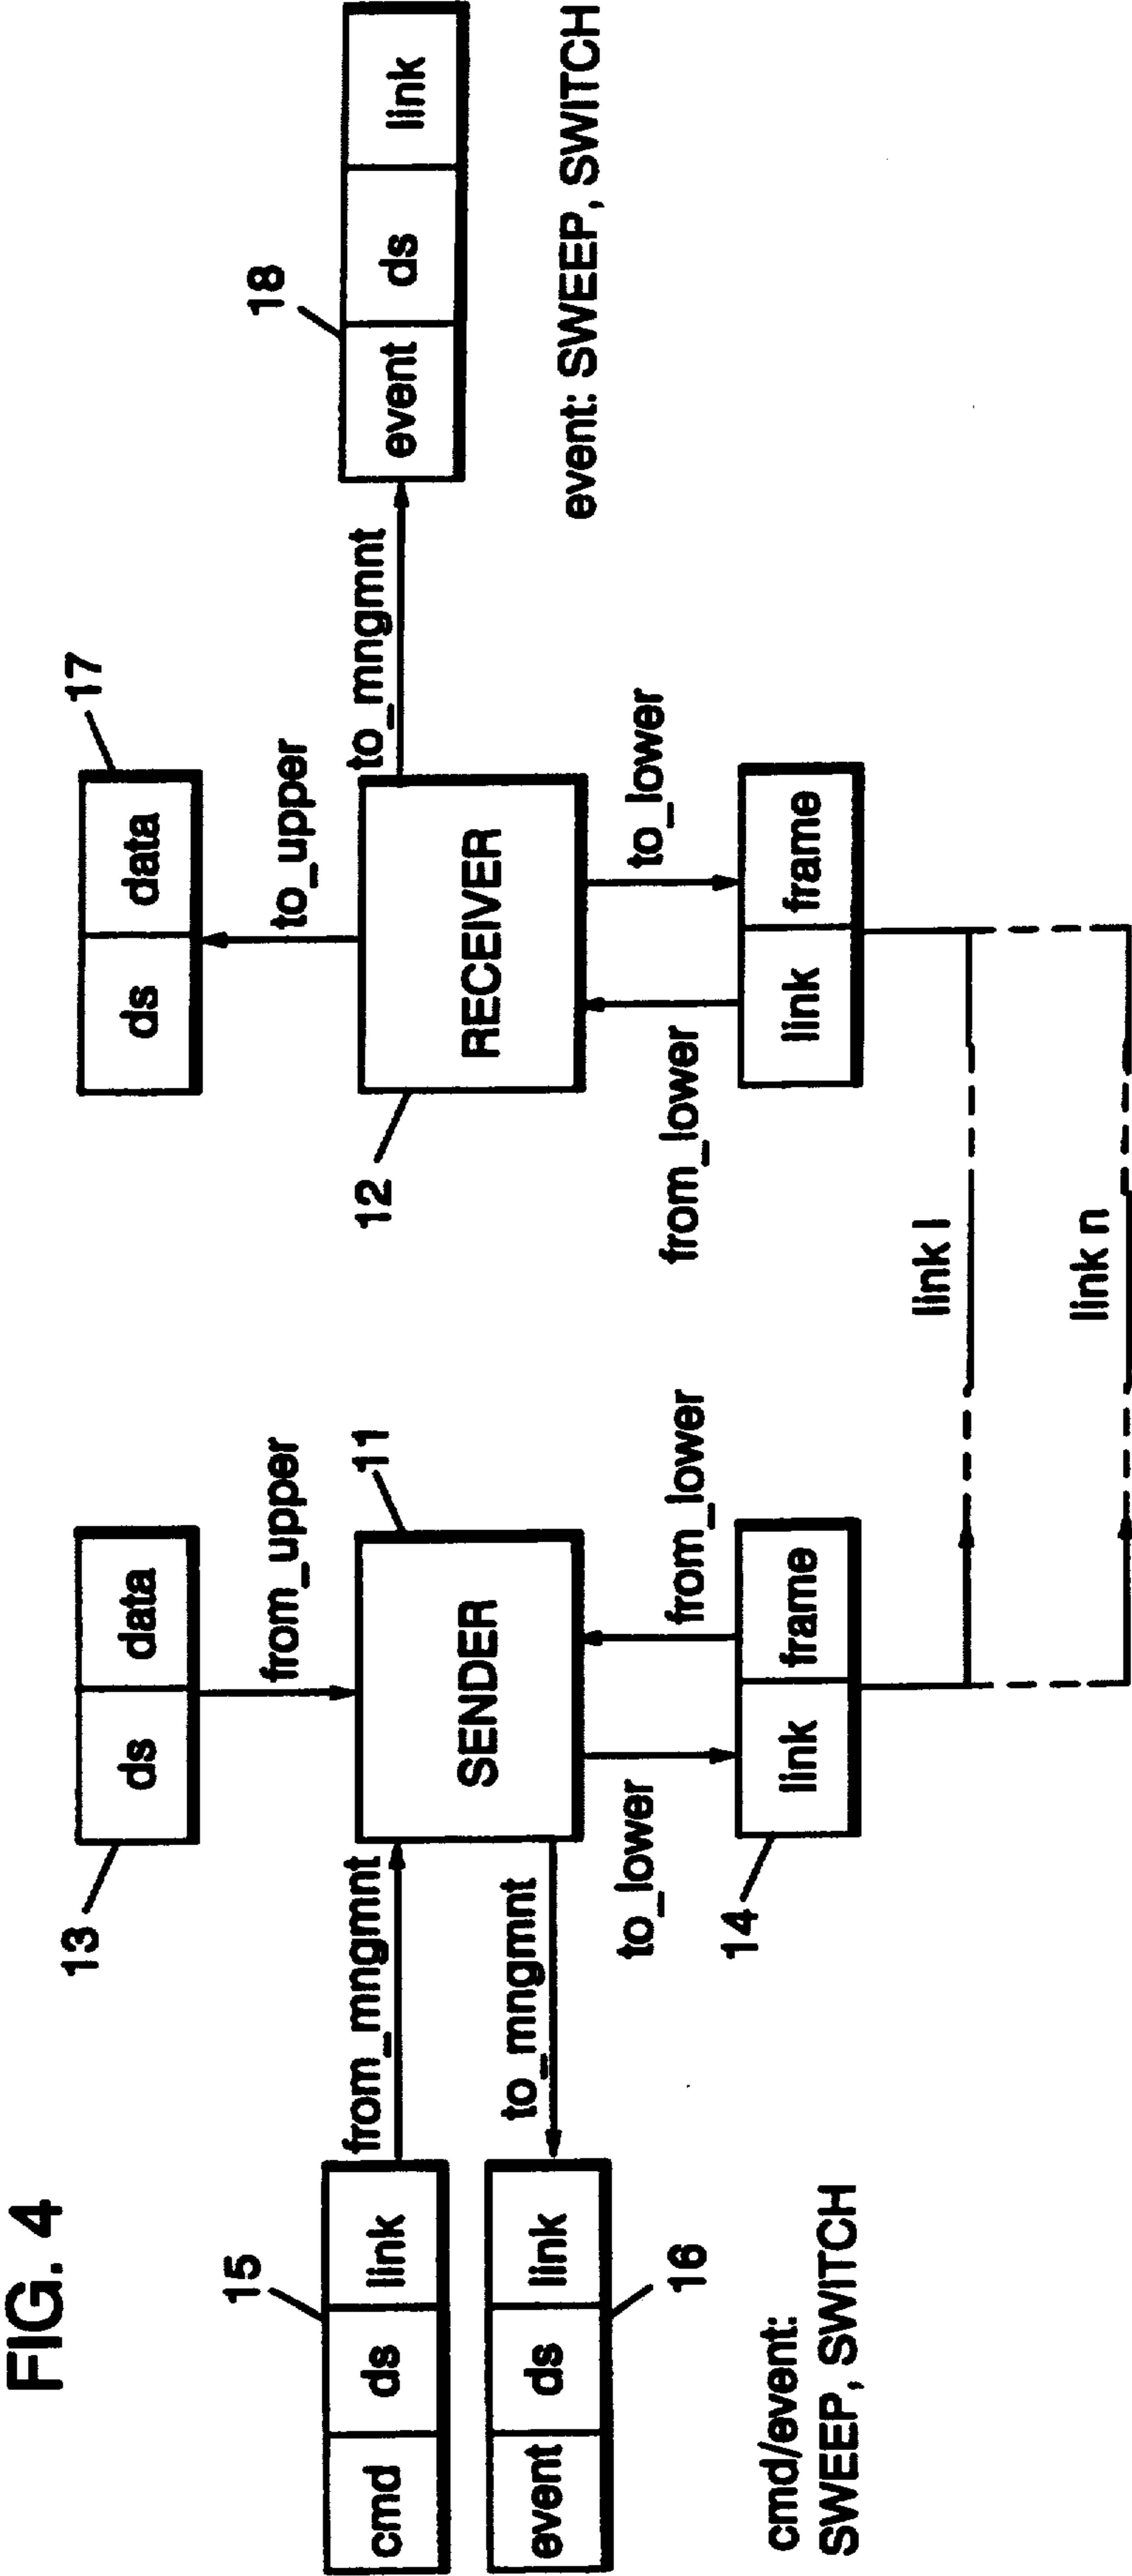 FIG. 4
13
ds data
from_upper
15
cmd ds link
from_mngmnt
11
SENDER
event ds link
16
to_mngmnt
to_lower
from_lower
14
link frame
cmd/event:
SWEEP, SWITCH
17
ds data
to_upper
12
RECEIVER
to_mngmnt
18
event ds link
event: SWEEP, SWITCH
from_lower
to_lower
link frame
link l
link n